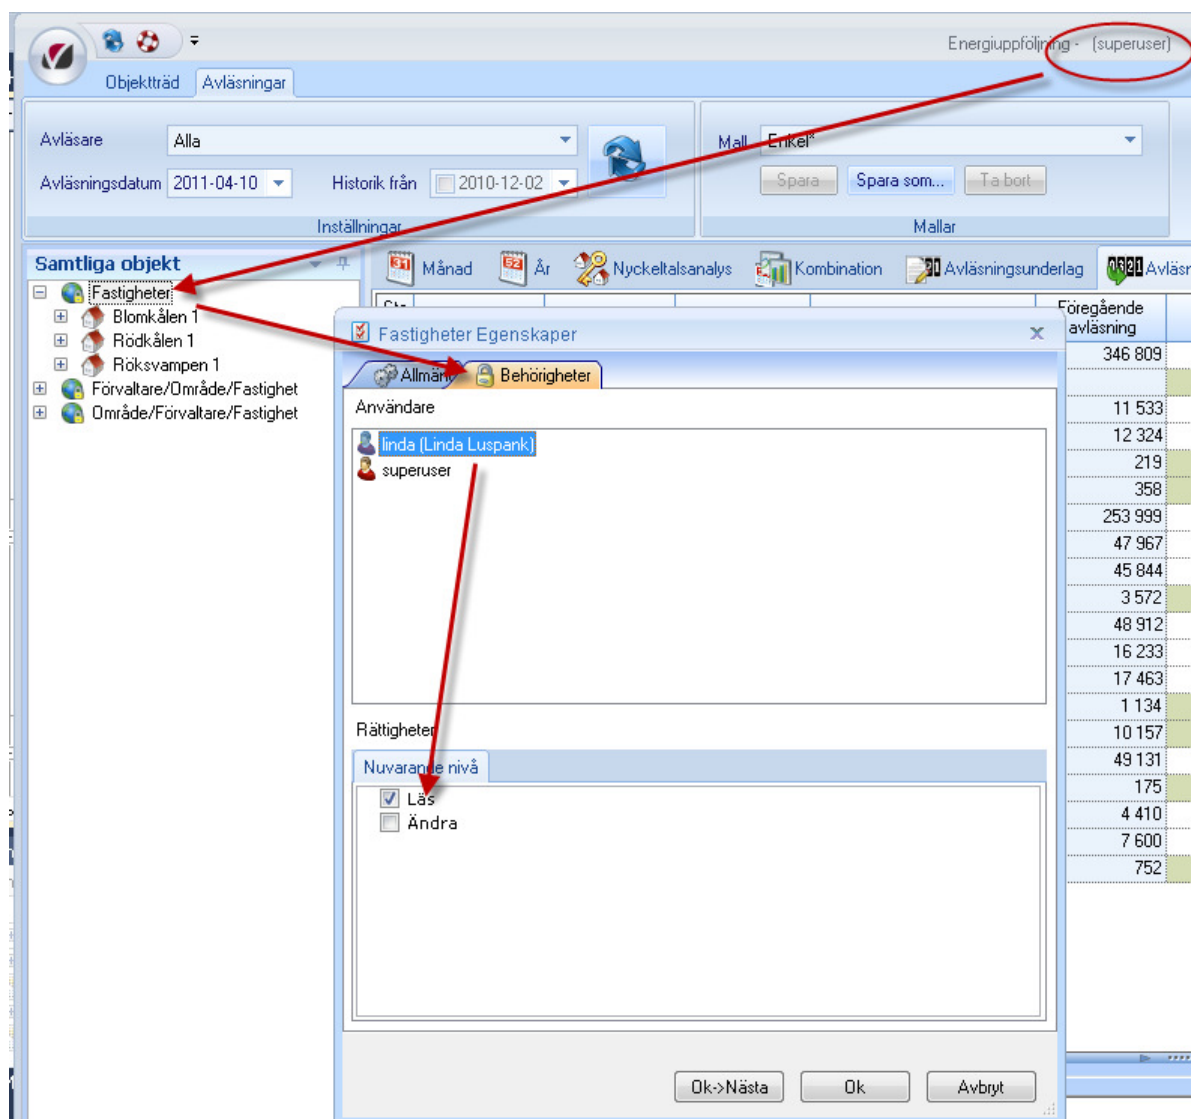 Energiuppföljning - (superuser)
Objektträd Avläsningar
Avläsare Alla
Mall Enkel*
Avläsningsdatum 2011-04-10 Historik från 2010-12-02
Spara Spara som... Ta bort
Inställningar Mallar
Samtliga objekt
31 Månad 52 År Nyckeltalsanalys Kombination Avläsningsunderlag Avläsr
Fastigheter
Blomkålen 1
Rödkålen 1
Röksvampen 1
Förvaltare/Område/Fastighet
Område/Förvaltare/Fastighet
Föregående
avläsning
346 809
11 533
12 324
219
358
253 999
47 967
45 844
3 572
48 912
16 233
17 463
1 134
10 157
49 131
175
4 410
7 600
752
Fastigheter Egenskaper
Allmänt Behörigheter
Användare
linda (Linda Luspank)
superuser
Rättigheter
Nuvarande nivå
Läs
Ändra
Ok->Nästa Ok Avbryt